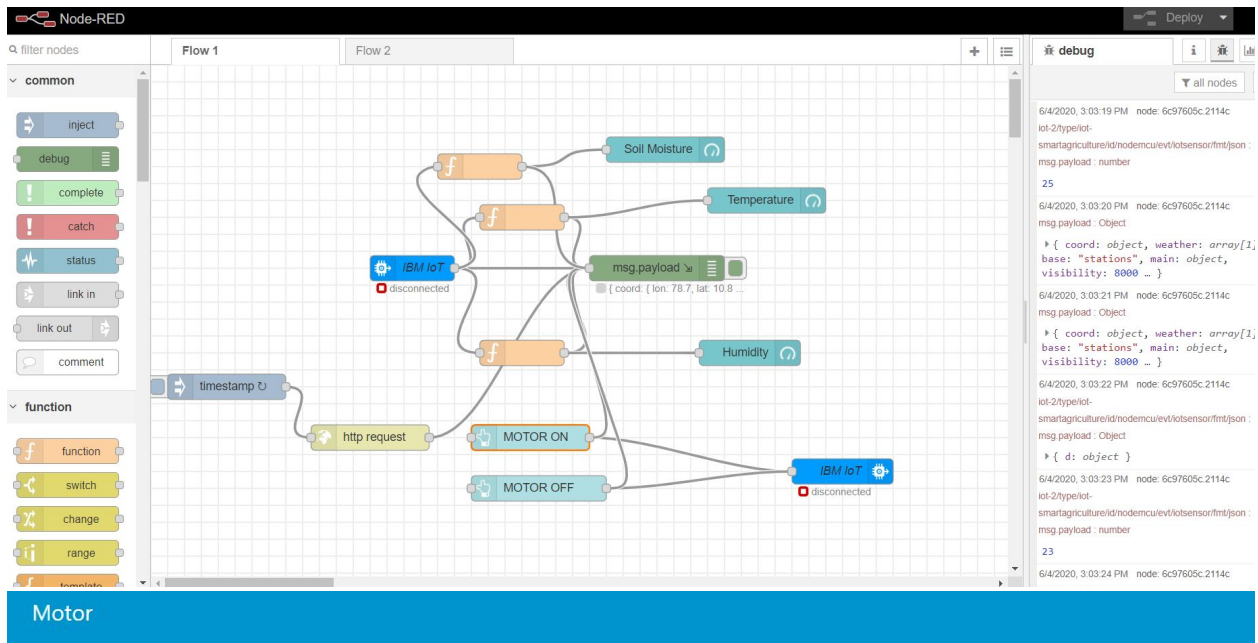 Node-RED
Deploy
filter nodes
Flow 1
Flow 2
debug
i
all nodes
common
inject
debug
complete
catch
status
link in
link out
comment
function
function
switch
change
range
template
f
Soil Moisture
f
Temperature
IBM IoT
disconnected
msg.payload
{ coord: { lon: 78.7, lat: 10.8 ...
f
Humidity
timestamp ↻
http request
MOTOR ON
MOTOR OFF
IBM IoT
disconnected
6/4/2020, 3:03:19 PM node: 6c97605c.2114c
iot-2/type/iot-
smartagriculture/id/nodemcu/evt/iotsensor/fmt/json :
msg.payload : number
25
6/4/2020, 3:03:20 PM node: 6c97605c.2114c
msg.payload : Object
{ coord: object, weather: array[1]
base: "stations", main: object,
visibility: 8000 … }
6/4/2020, 3:03:21 PM node: 6c97605c.2114c
msg.payload : Object
{ coord: object, weather: array[1]
base: "stations", main: object,
visibility: 8000 … }
6/4/2020, 3:03:22 PM node: 6c97605c.2114c
iot-2/type/iot-
smartagriculture/id/nodemcu/evt/iotsensor/fmt/json :
msg.payload : Object
{ d: object }
6/4/2020, 3:03:23 PM node: 6c97605c.2114c
iot-2/type/iot-
smartagriculture/id/nodemcu/evt/iotsensor/fmt/json :
msg.payload : number
23
6/4/2020, 3:03:24 PM node: 6c97605c.2114c
Motor